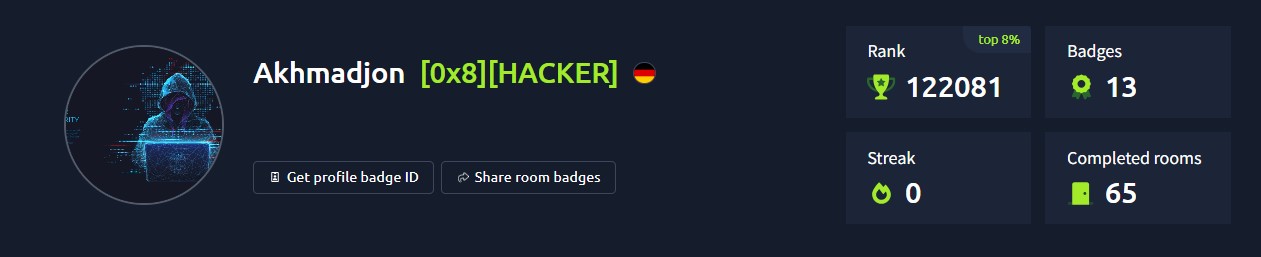 Akhmadjon [0x8][HACKER]
Get profile badge ID
Share room badges
Rank
top 8%
122081
Badges
13
Streak
0
Completed rooms
65